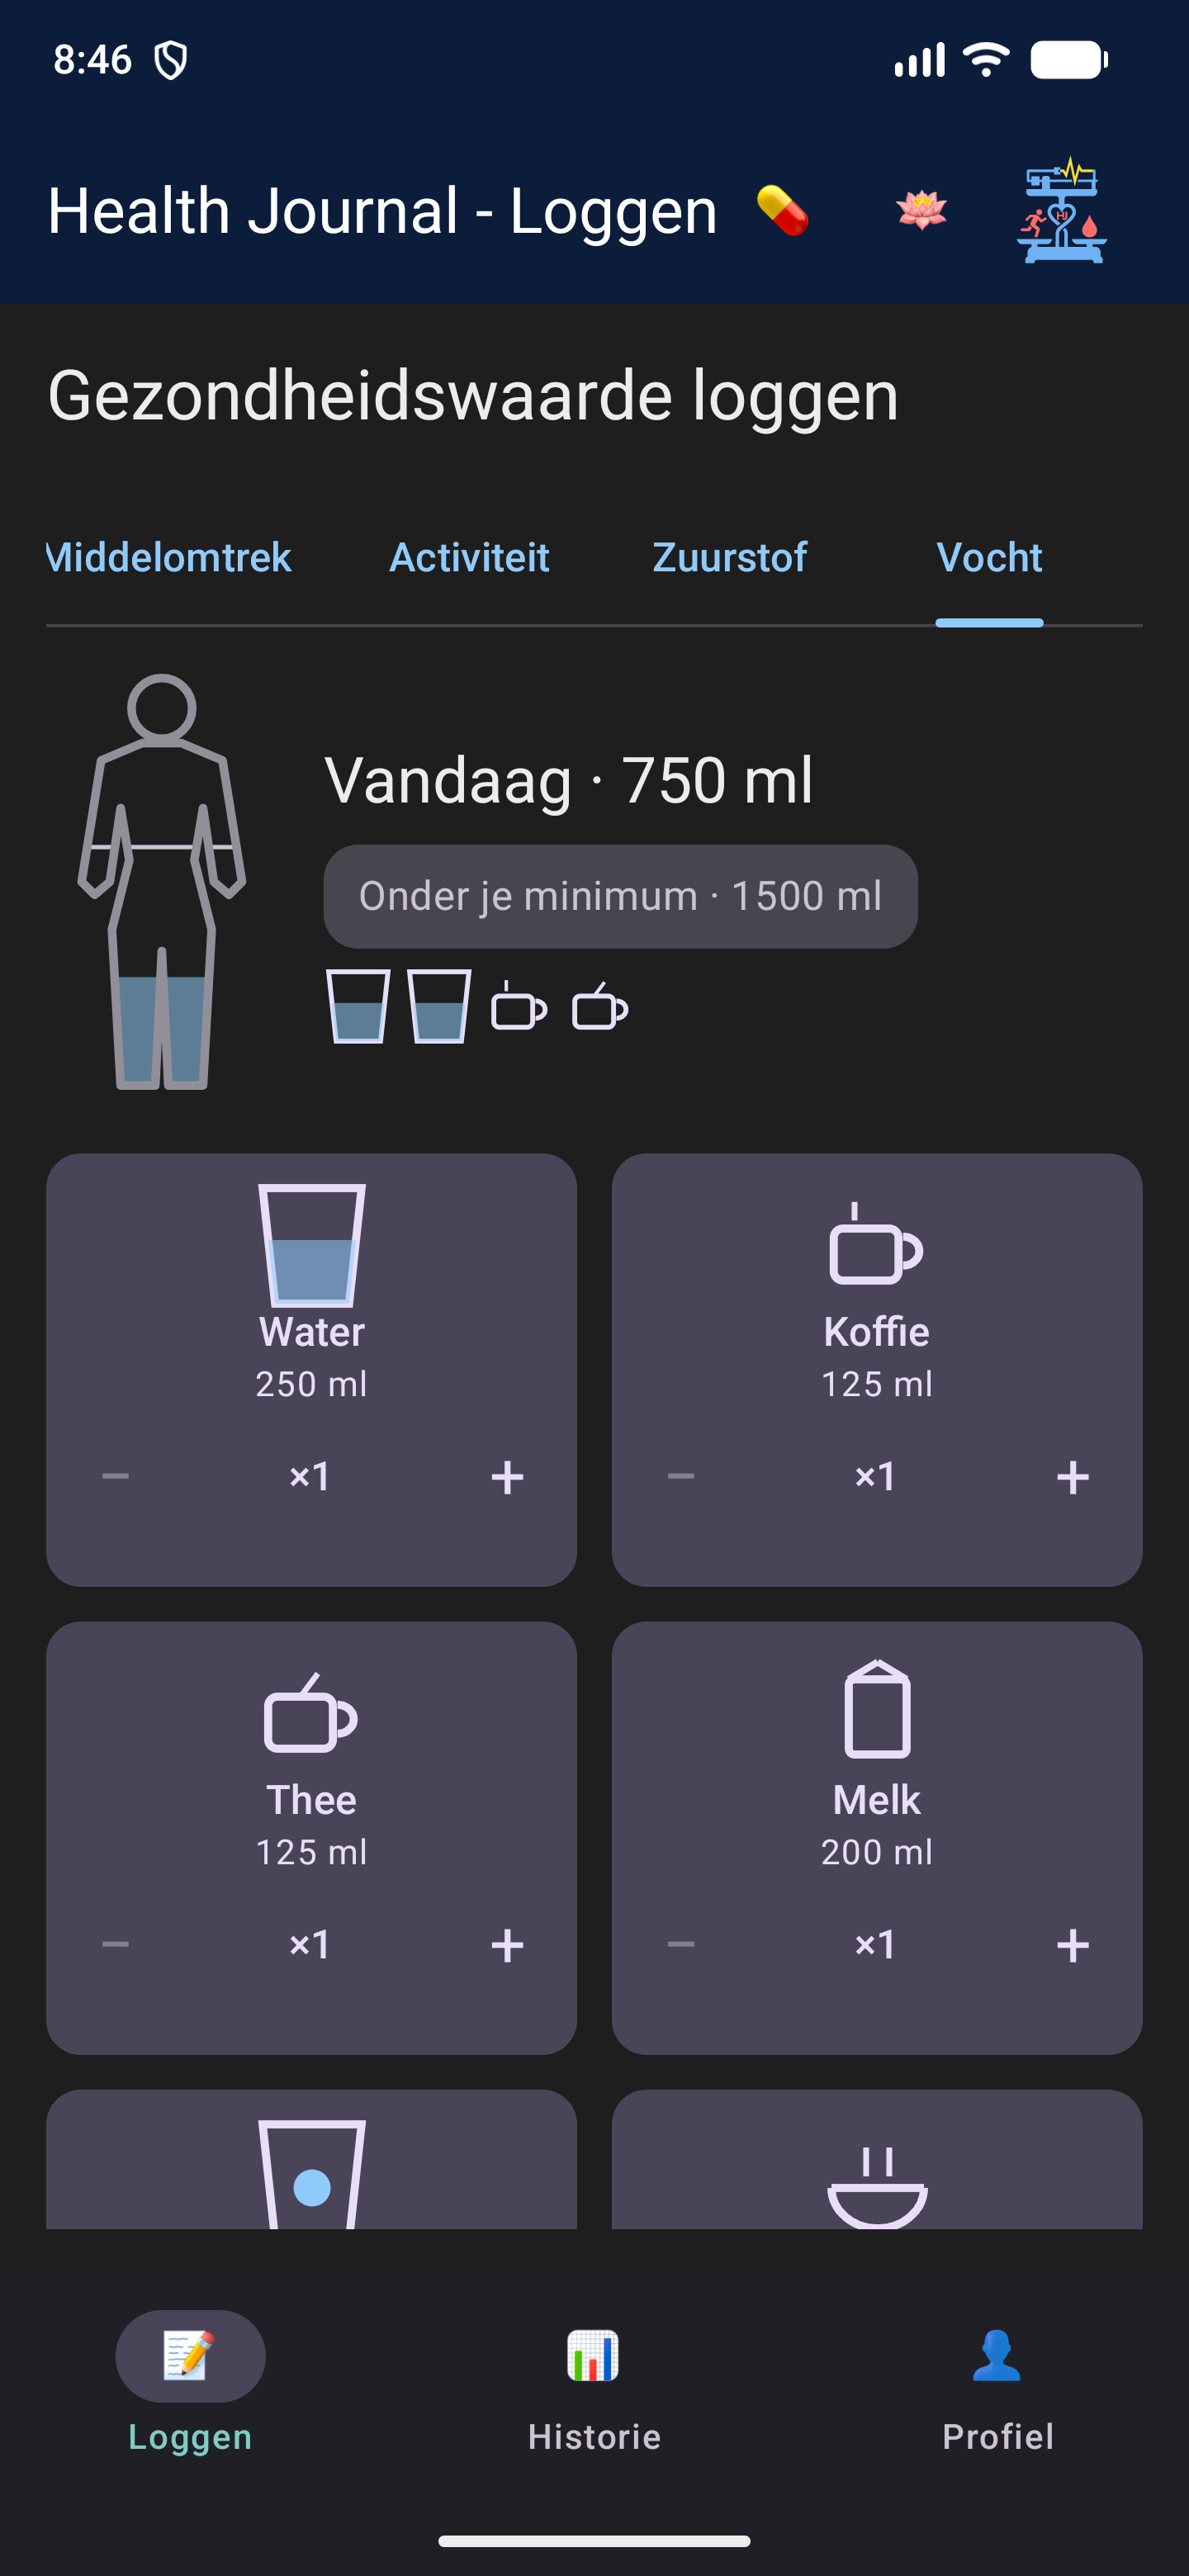 8:46
Health Journal - Loggen
HJ
Gezondheidswaarde loggen
Middelomtrek Activiteit Zuurstof Vocht
Vandaag · 750 ml
Onder je minimum · 1500 ml
Water
250 ml
− ×1 +
Koffie
125 ml
− ×1 +
Thee
125 ml
− ×1 +
Melk
200 ml
− ×1 +
Loggen Historie Profiel